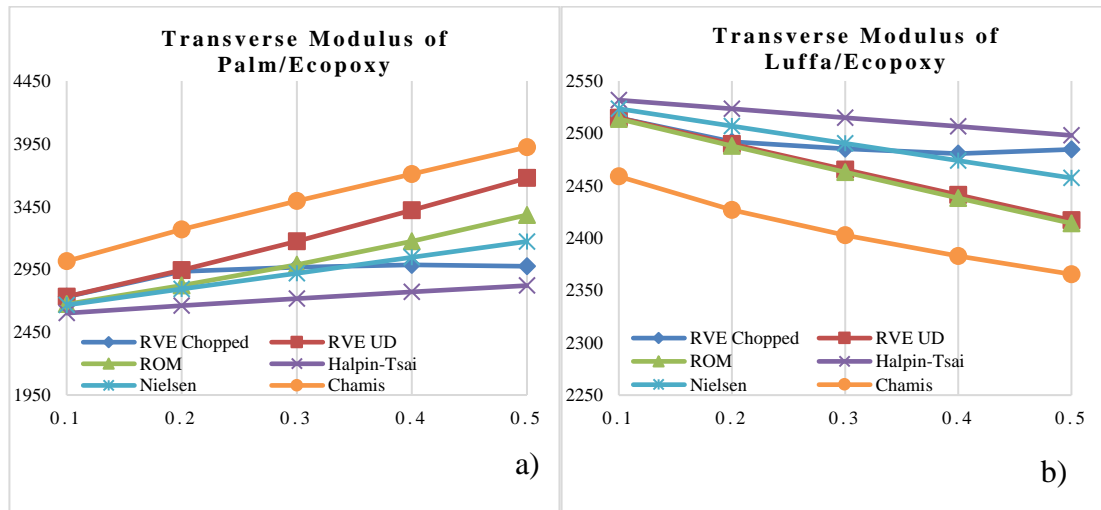 Transverse Modulus of
Palm/Ecopoxy
4450
3950
3450
2950
2450
1950
RVE Chopped
RVE UD
ROM
Halpin-Tsai
Nielsen
Chamis
0.1 0.2 0.3 0.4 0.5
a)
Transverse Modulus of
Luffa/Ecopoxy
2550
2500
2450
2400
2350
2300
2250
RVE Chopped
RVE UD
ROM
Halpin-Tsai
Nielsen
Chamis
0.1 0.2 0.3 0.4 0.5
b)